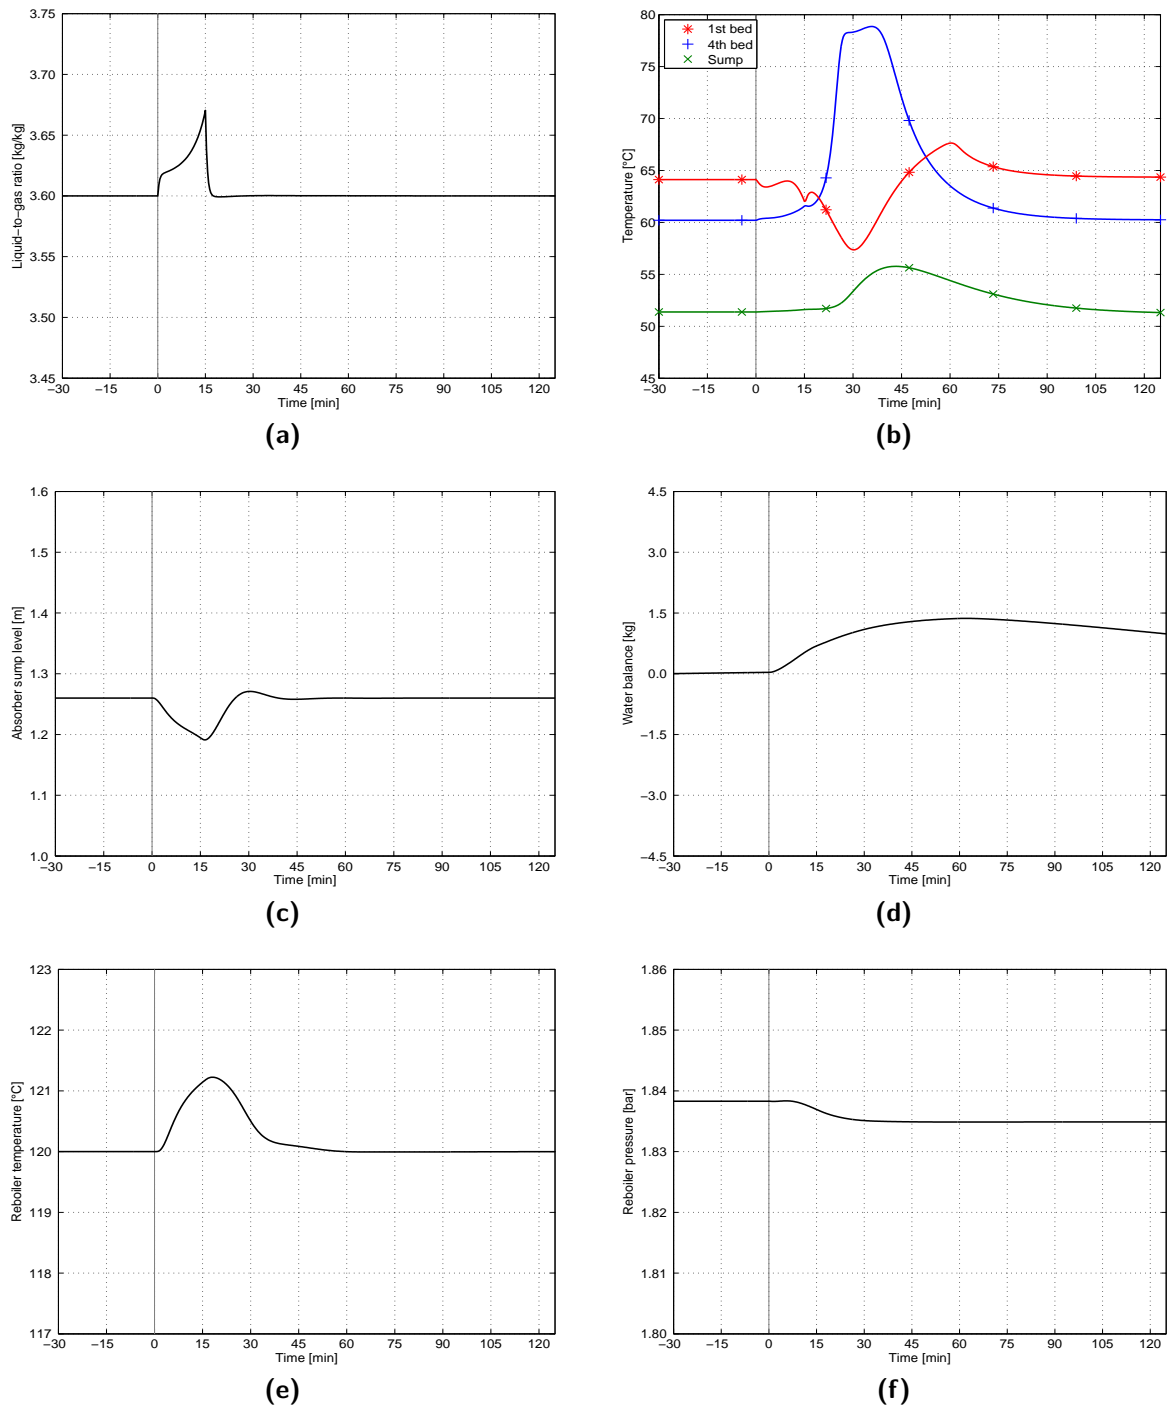 3.75
3.70
3.65
3.60
3.55
3.50
3.45
Liquid−to−gas ratio [kg/kg]
−30 −15 0 15 30 45 60 75 90 105 120
Time [min]
(a)
80
75
70
65
60
55
50
45
Temperature [°C]
1st bed
4th bed
Sump
−30 −15 0 15 30 45 60 75 90 105 120
Time [min]
(b)
1.6
1.5
1.4
1.3
1.2
1.1
1.0
Absorber sump level [m]
−30 −15 0 15 30 45 60 75 90 105 120
Time [min]
(c)
4.5
3.0
1.5
0.0
−1.5
−3.0
−4.5
Water balance [kg]
−30 −15 0 15 30 45 60 75 90 105 120
Time [min]
(d)
123
122
121
120
119
118
117
Reboiler temperature [°C]
−30 −15 0 15 30 45 60 75 90 105 120
Time [min]
(e)
1.86
1.85
1.84
1.83
1.82
1.81
1.80
Reboiler pressure [bar]
−30 −15 0 15 30 45 60 75 90 105 120
Time [min]
(f)